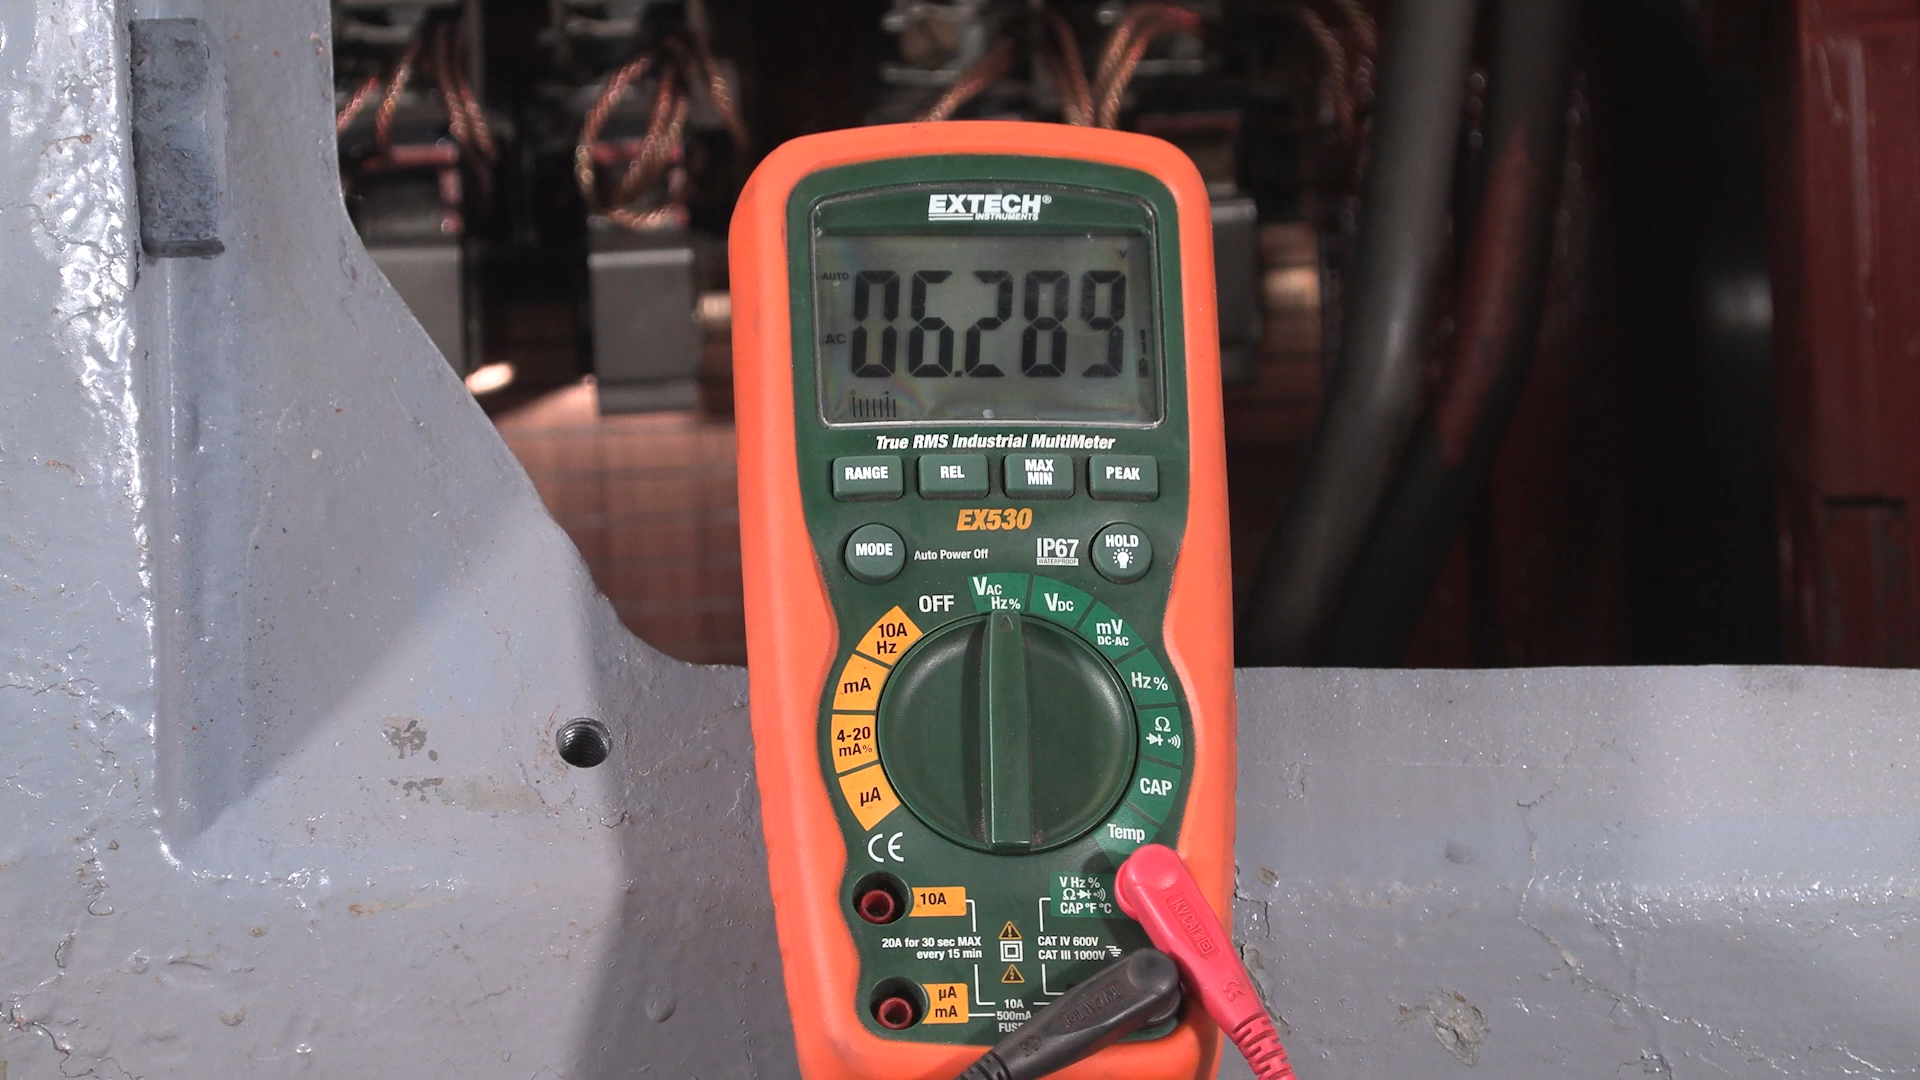 EXTECH®
INSTRUMENTS
V
AUTO
AC
06.289
True RMS Industrial MultiMeter
RANGE
REL
MAX
MIN
PEAK
EX530
MODE
Auto Power Off
IP67
WATERPROOF
HOLD
OFF
VAC
Hz%
VDC
mV
DC·AC
Hz%
Ω
CAP
Temp
10A
Hz
mA
4-20
mA%
µA
CE
10A
V Hz %
Ω
CAP °F °C
20A for 30 sec MAX
every 15 min
CAT IV 600V
CAT III 1000V
µA
mA
10A
500mA
CE